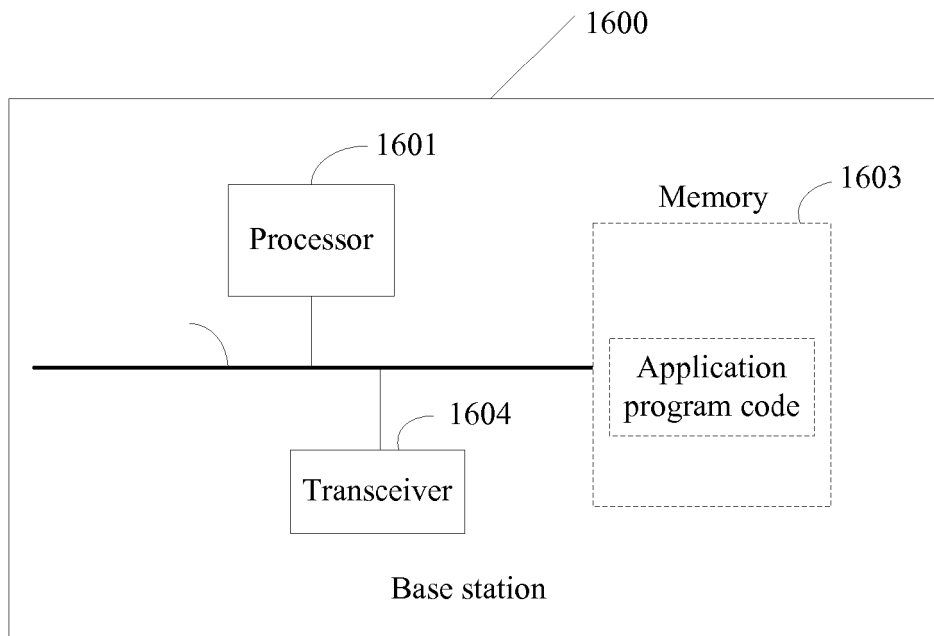 1600
1601
Processor
Memory
1603
Application
program code
1604
Transceiver
Base station